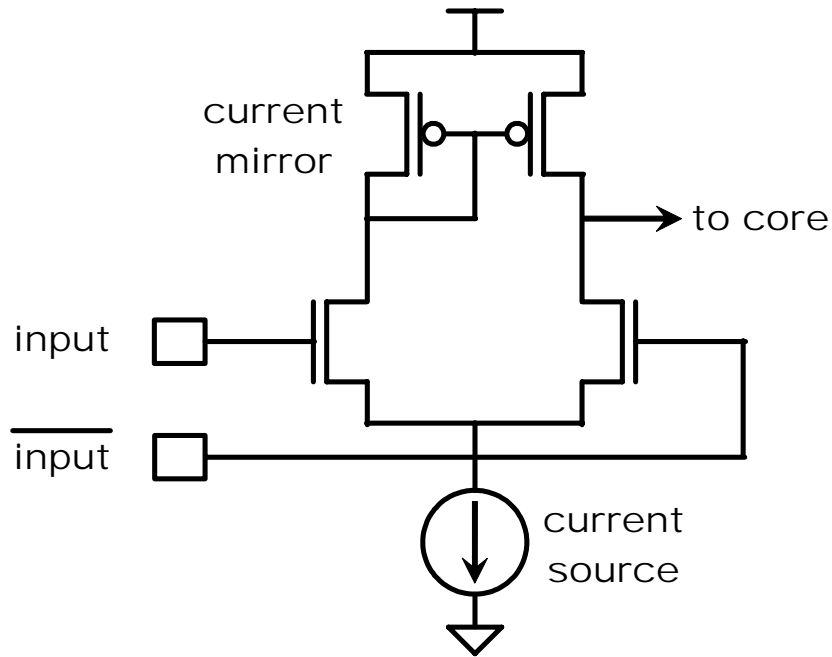 current
mirror
to core
input
input
current
source